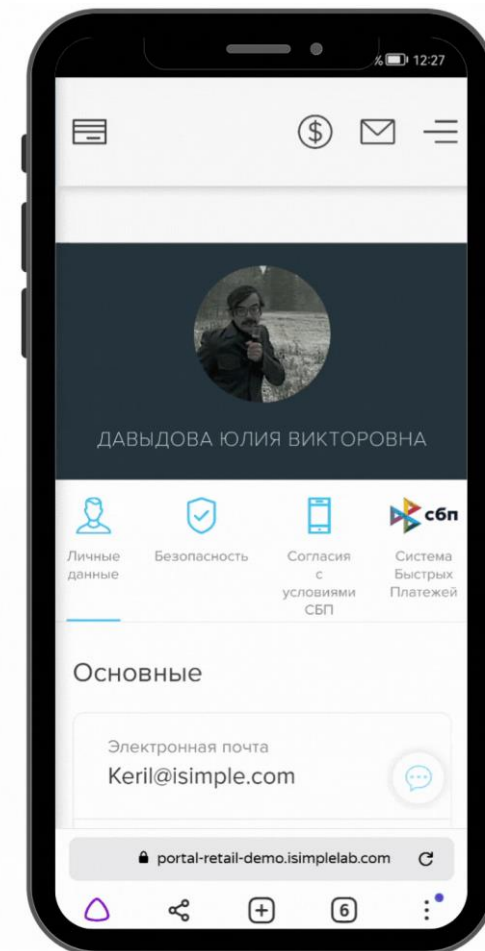 % 12:27
$
ДАВЫДОВА ЮЛИЯ ВИКТОРОВНА
Личные
данные
Безопасность
Согласия
с
условиями
СБП
сбп
Система
Быстрых
Платежей
Основные
Электронная почта
Keril@isimple.com
portal-retail-demo.isimplelab.com
6